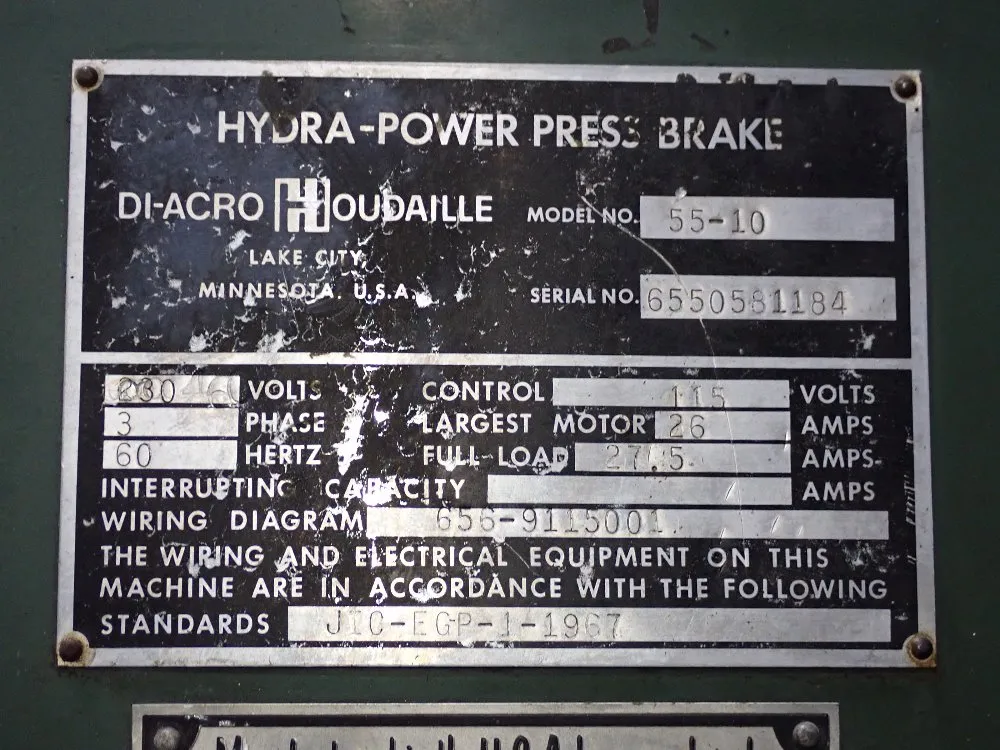 HYDRA-POWER PRESS BRAKE
DI-ACRO HOUDAILLE
LAKE CITY,
MINNESOTA, U.S.A.
MODEL NO. 55-10
SERIAL NO. 6550581184
VOLTS CONTROL 115 VOLTS
3 PHASE LARGEST MOTOR 26 AMPS
60 HERTZ FULL-LOAD 27.5 AMPS
INTERRUPTING CAPACITY AMPS
WIRING DIAGRAM 656-9115001
THE WIRING AND ELECTRICAL EQUIPMENT ON THIS
MACHINE ARE IN ACCORDANCE WITH THE FOLLOWING
STANDARDS JIC-EGP-1-1967